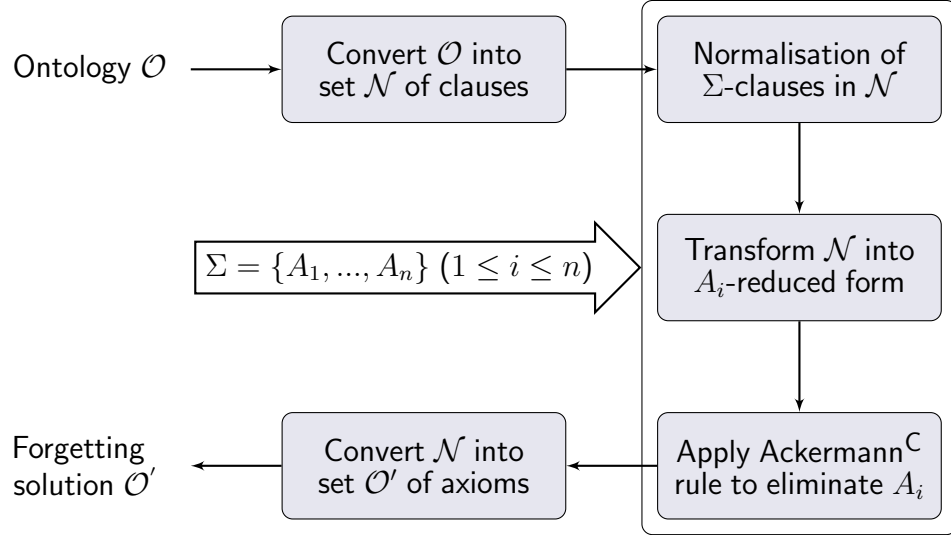 Ontology 𝒪
Convert 𝒪 into
set 𝒩 of clauses
Normalisation of
Σ-clauses in 𝒩
Σ = {A₁, ..., Aₙ} (1 ≤ i ≤ n)
Transform 𝒩 into
Aᵢ-reduced form
Apply Ackermannᶜ
rule to eliminate Aᵢ
Convert 𝒩 into
set 𝒪′ of axioms
Forgetting
solution 𝒪′